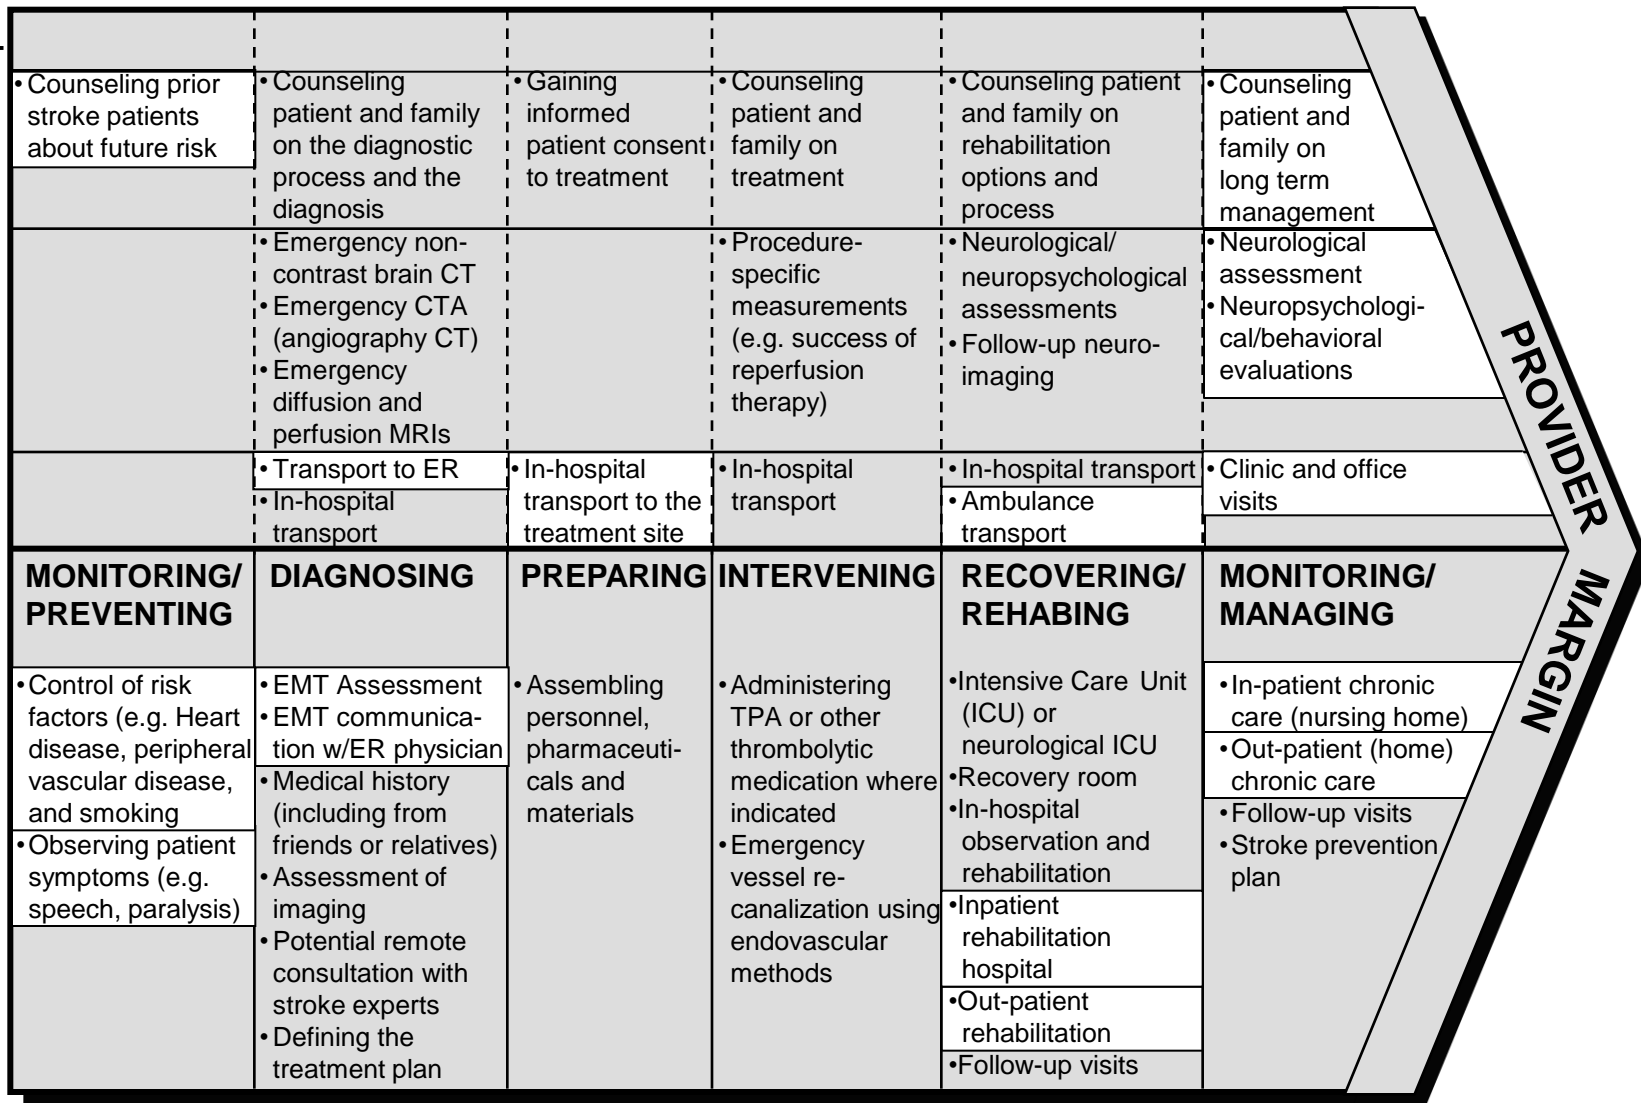 • Counseling prior
stroke patients
about future risk
• Counseling
patient and family
on the diagnostic
process and the
diagnosis
• Gaining
informed
patient consent
to treatment
• Counseling
patient and
family on
treatment
• Counseling patient
and family on
rehabilitation
options and
process
• Counseling
patient and
family on
long term
management
• Emergency non-
contrast brain CT
• Emergency CTA
(angiography CT)
• Emergency
diffusion and
perfusion MRIs
• Procedure-
specific
measurements
(e.g. success of
reperfusion
therapy)
• Neurological/
neuropsychological
assessments
• Follow-up neuro-
imaging
• Neurological
assessment
• Neuropsychologi-
cal/behavioral
evaluations
• Transport to ER
• In-hospital
transport
• In-hospital
transport to the
treatment site
• In-hospital
transport
• In-hospital transport
• Ambulance
transport
• Clinic and office
visits
MONITORING/
PREVENTING
DIAGNOSING
PREPARING
INTERVENING
RECOVERING/
REHABING
MONITORING/
MANAGING
• Control of risk
factors (e.g. Heart
disease, peripheral
vascular disease,
and smoking
• Observing patient
symptoms (e.g.
speech, paralysis)
• EMT Assessment
• EMT communica-
tion w/ER physician
• Medical history
(including from
friends or relatives)
• Assessment of
imaging
• Potential remote
consultation with
stroke experts
• Defining the
treatment plan
• Assembling
personnel,
pharmaceuti-
cals and
materials
• Administering
TPA or other
thrombolytic
medication where
indicated
• Emergency
vessel re-
canalization using
endovascular
methods
•Intensive Care Unit
(ICU) or
neurological ICU
•Recovery room
•In-hospital
observation and
rehabilitation
•Inpatient
rehabilitation
hospital
•Out-patient
rehabilitation
•Follow-up visits
•In-patient chronic
care (nursing home)
•Out-patient (home)
chronic care
•Follow-up visits
•Stroke prevention
plan
PROVIDER
MARGIN